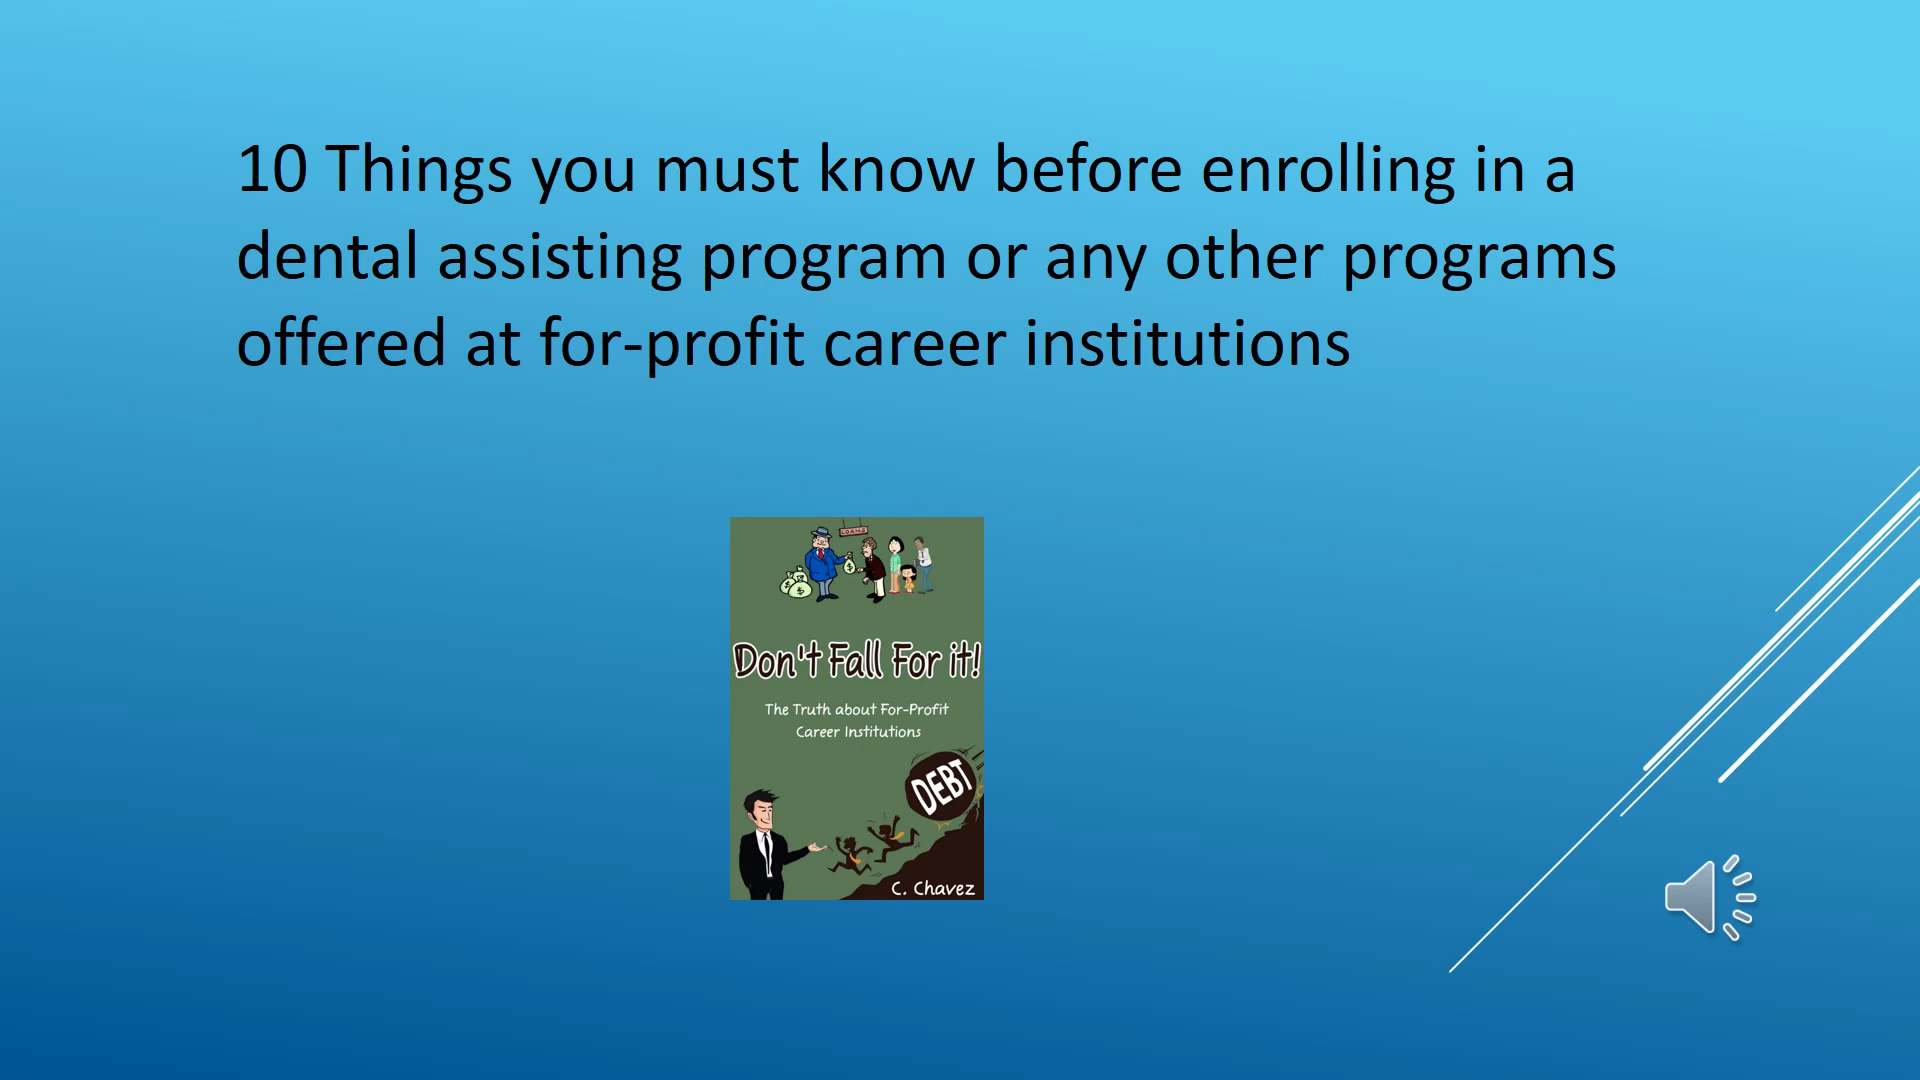 10 Things you must know before enrolling in a
dental assisting program or any other programs
offered at for-profit career institutions
LOANS
Don't Fall For it!
The Truth about For-Profit
Career Institutions
DEBT
C. Chavez